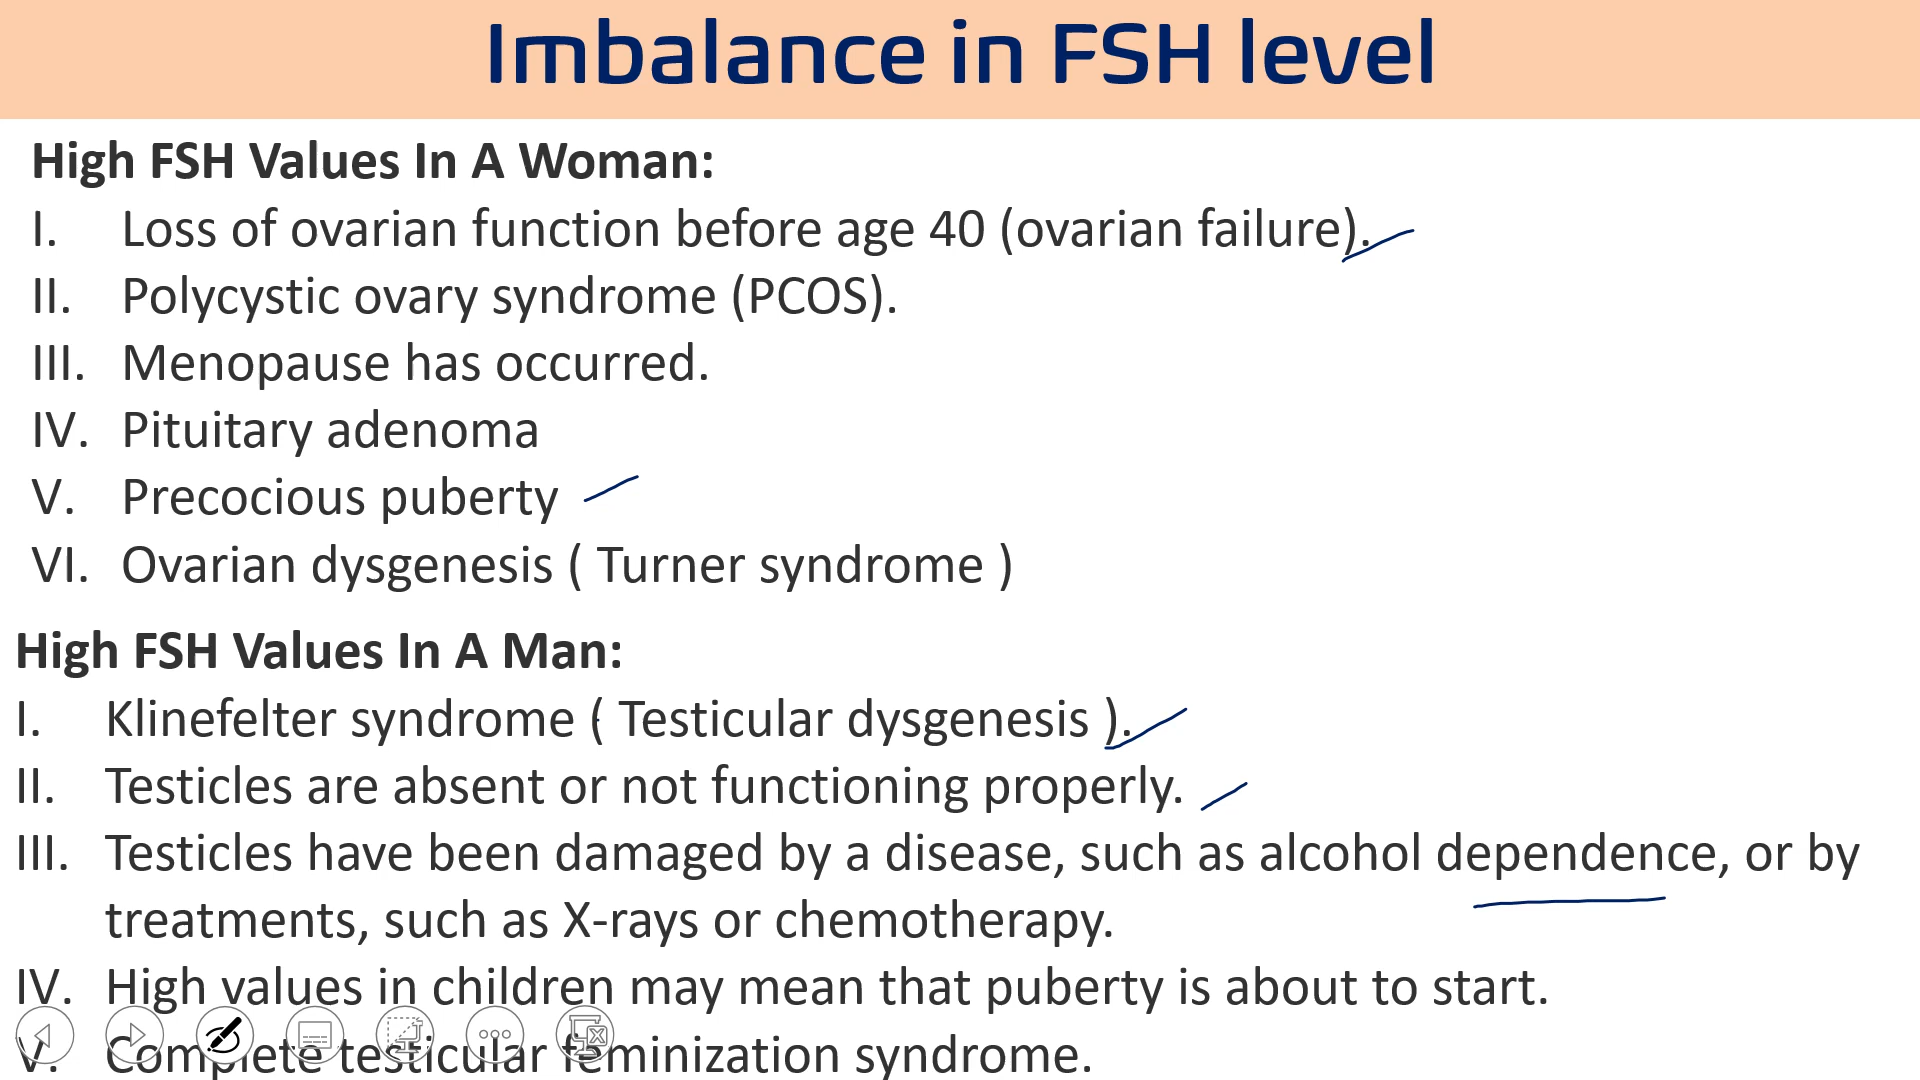 Imbalance in FSH level
High FSH Values In A Woman:
I. Loss of ovarian function before age 40 (ovarian failure).
II. Polycystic ovary syndrome (PCOS).
III. Menopause has occurred.
IV. Pituitary adenoma
V. Precocious puberty
VI. Ovarian dysgenesis ( Turner syndrome )
High FSH Values In A Man:
I. Klinefelter syndrome ( Testicular dysgenesis ).
II. Testicles are absent or not functioning properly.
III. Testicles have been damaged by a disease, such as alcohol dependence, or by
treatments, such as X-rays or chemotherapy.
IV. High values in children may mean that puberty is about to start.
V. Complete testicular feminization syndrome.